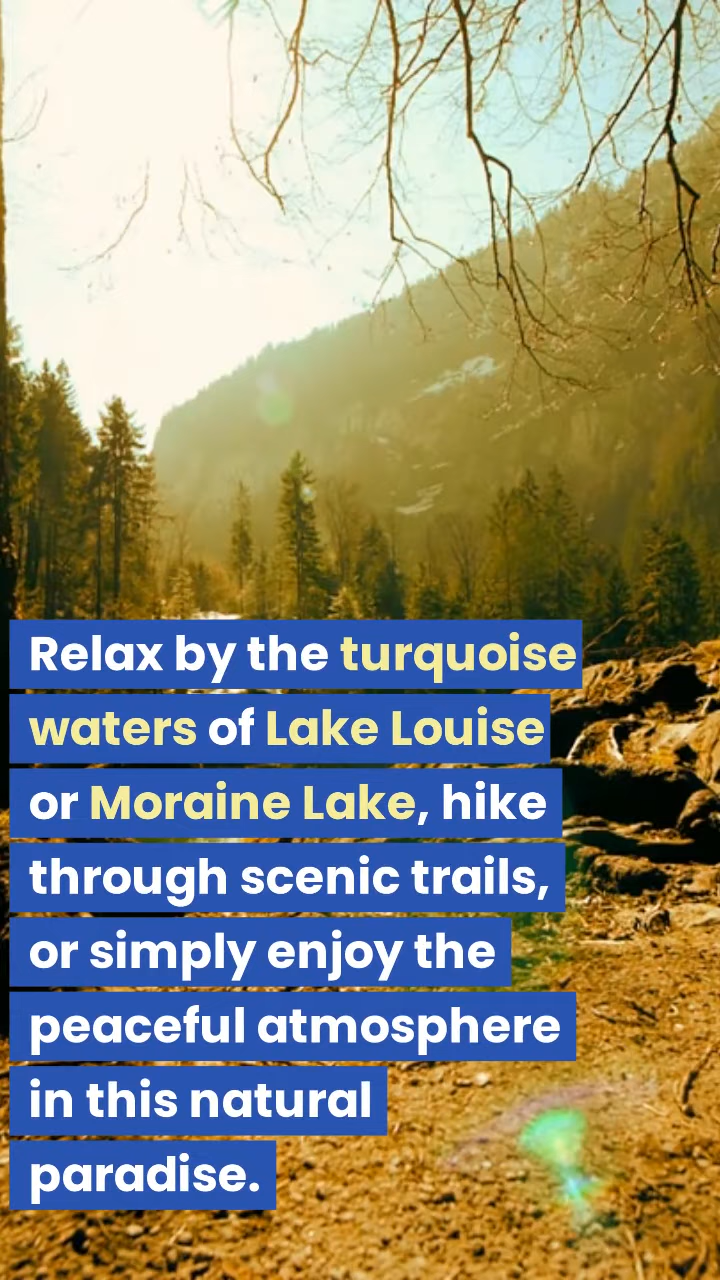 Relax by the turquoise
waters of Lake Louise
or Moraine Lake, hike
through scenic trails,
or simply enjoy the
peaceful atmosphere
in this natural
paradise.